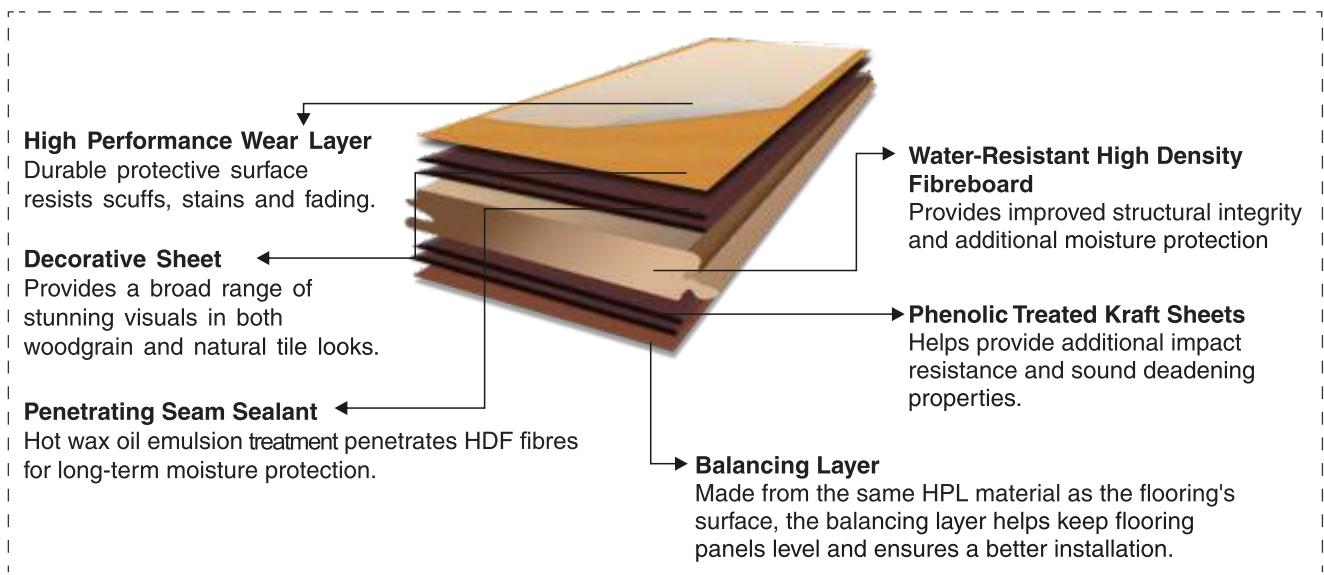 High Performance Wear Layer
Durable protective surface
resists scuffs, stains and fading.
Decorative Sheet
Provides a broad range of
stunning visuals in both
woodgrain and natural tile looks.
Penetrating Seam Sealant
Hot wax oil emulsion treatment penetrates HDF fibres
for long-term moisture protection.
Water-Resistant High Density
Fibreboard
Provides improved structural integrity
and additional moisture protection
Phenolic Treated Kraft Sheets
Helps provide additional impact
resistance and sound deadening
properties.
Balancing Layer
Made from the same HPL material as the flooring's
surface, the balancing layer helps keep flooring
panels level and ensures a better installation.